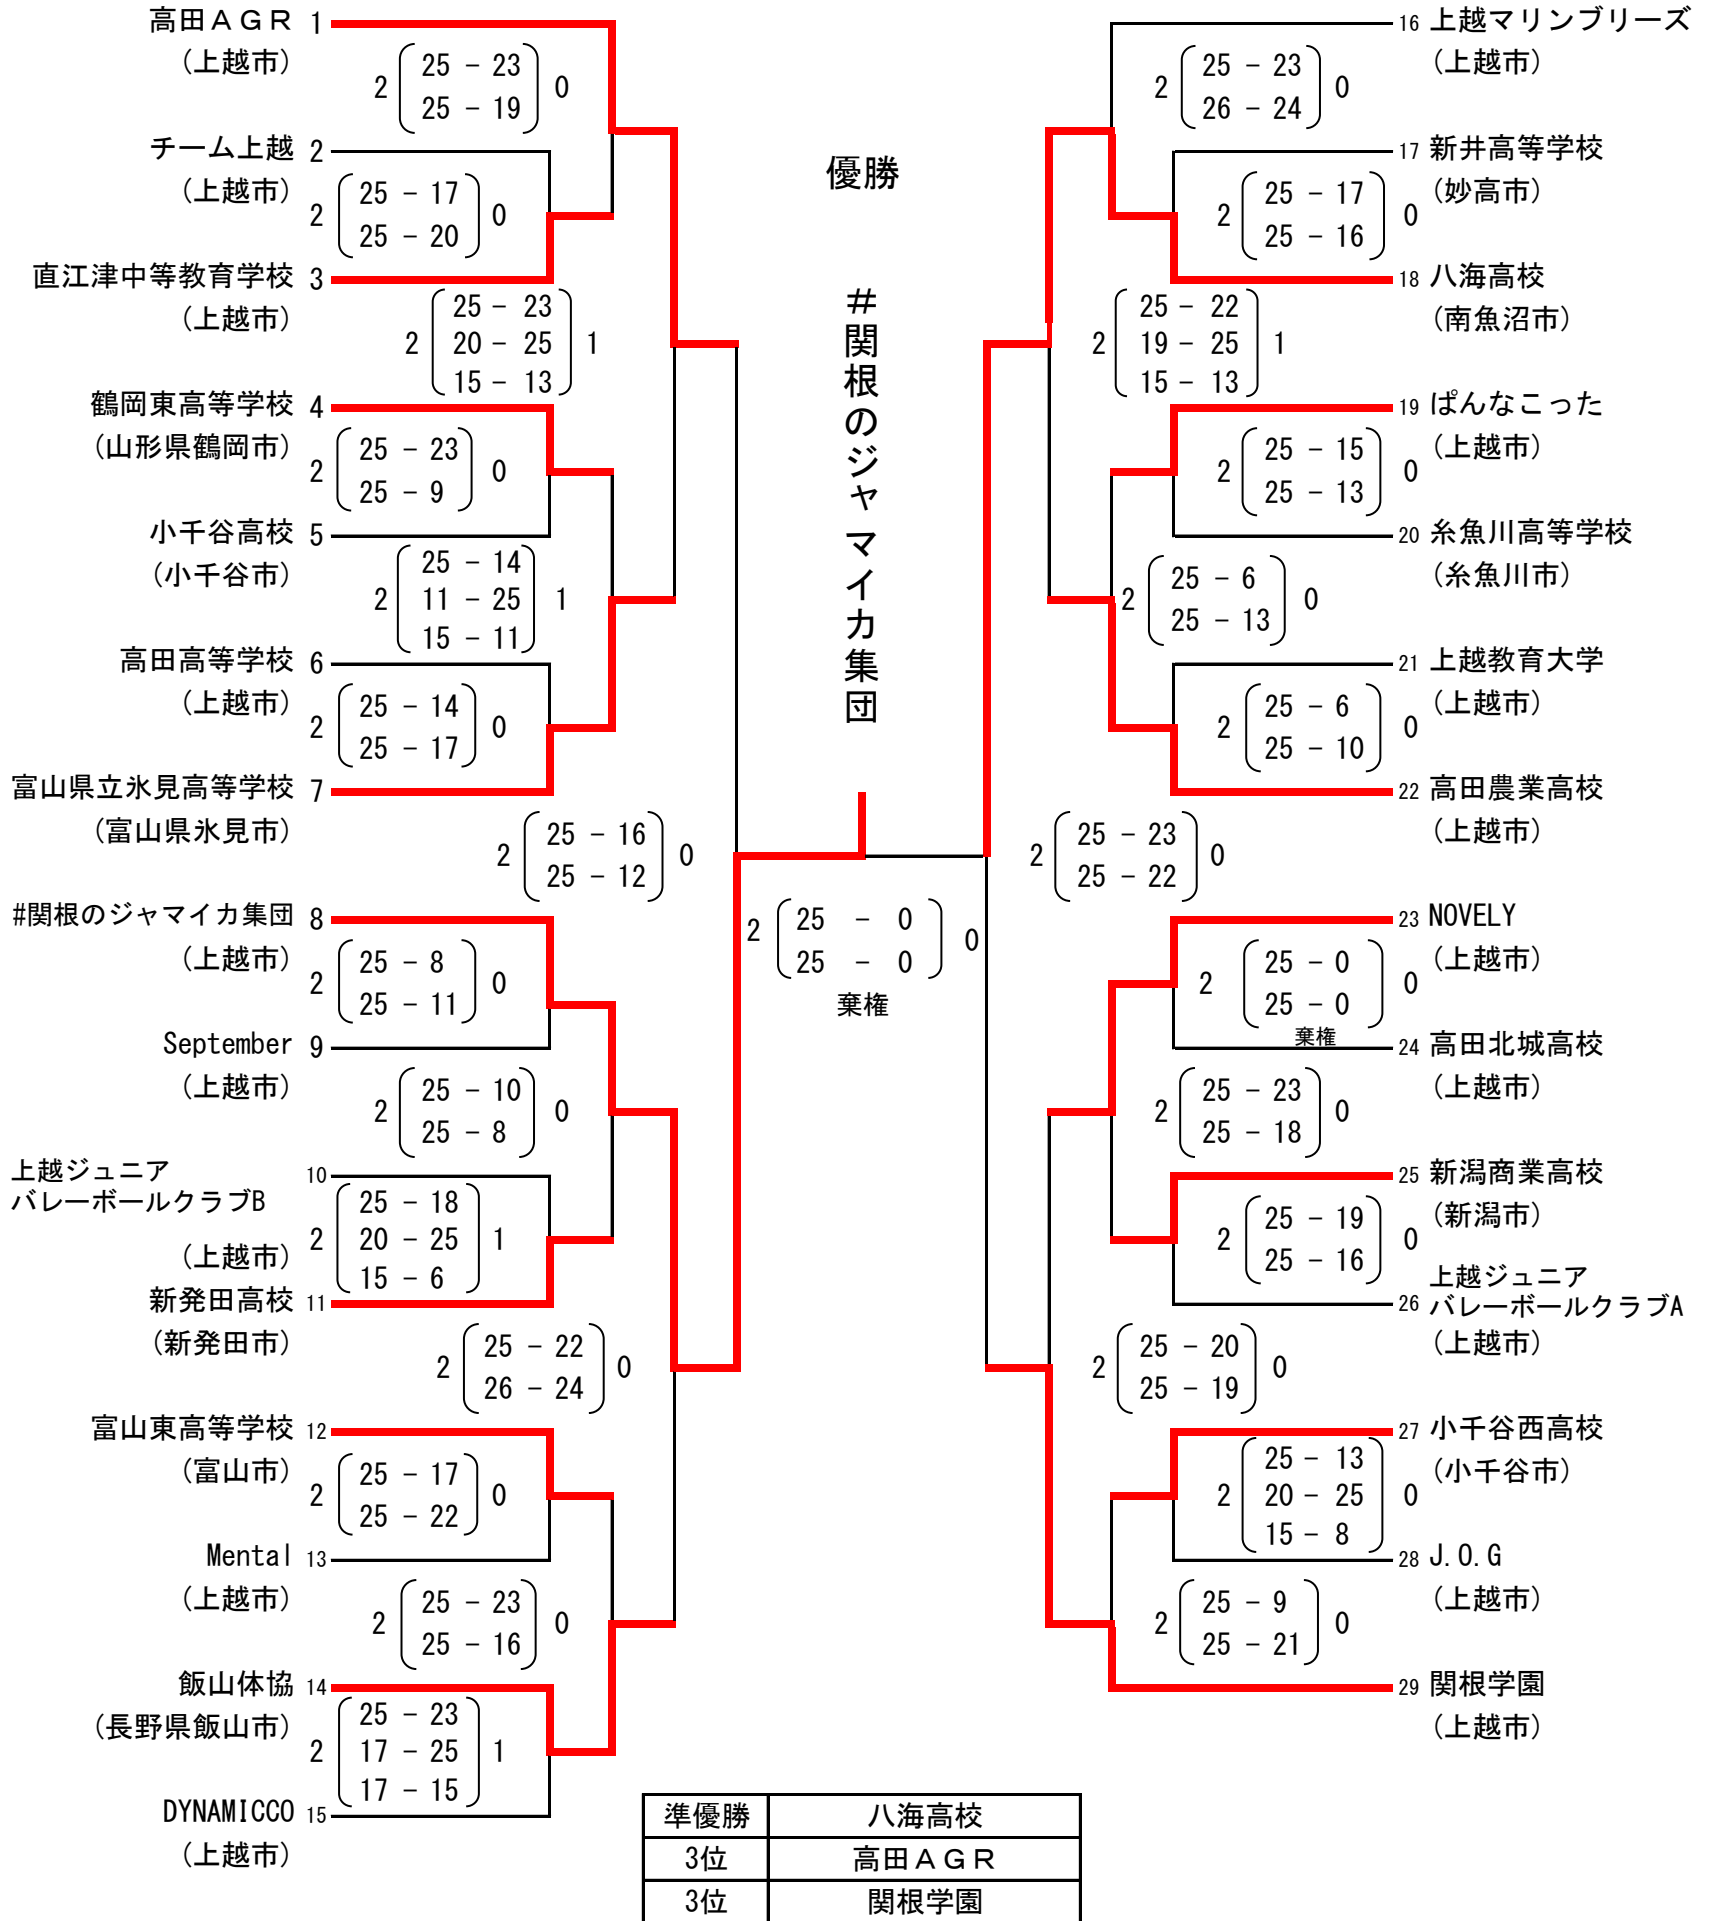 高田ＡＧＲ 1
(上越市)
2 25 － 23 0
25 － 19
チーム上越 2
(上越市)
2 25 － 17 0
25 － 20
直江津中等教育学校 3
(上越市)
25 － 23
2 20 － 25 1
15 － 13
鶴岡東高等学校 4
(山形県鶴岡市)
2 25 － 23 0
25 － 9
小千谷高校 5
(小千谷市)
25 － 14
2 11 － 25 1
15 － 11
高田高等学校 6
(上越市)
2 25 － 14 0
25 － 17
富山県立氷見高等学校 7
(富山県氷見市)
2 25 － 16 0
25 － 12
#関根のジャマイカ集団 8
(上越市)
2 25 － 8 0
25 － 11
September 9
(上越市)
2 25 － 10 0
25 － 8
上越ジュニア 10
バレーボールクラブB
(上越市)
25 － 18
2 20 － 25 1
15 － 6
新発田高校 11
(新発田市)
2 25 － 22 0
26 － 24
富山東高等学校 12
(富山市)
2 25 － 17 0
25 － 22
Mental 13
(上越市)
2 25 － 23 0
25 － 16
飯山体協 14
(長野県飯山市)
25 － 23
2 17 － 25 1
17 － 15
DYNAMICCO 15
(上越市)
優勝
＃関根のジャマイカ集団
2 25 － 0 0
25 － 0
棄権
16 上越マリンブリーズ
(上越市)
2 25 － 23 0
26 － 24
17 新井高等学校
(妙高市)
2 25 － 17 0
25 － 16
18 八海高校
(南魚沼市)
25 － 22
2 19 － 25 1
15 － 13
19 ぱんなこった
(上越市)
2 25 － 15 0
25 － 13
20 糸魚川高等学校
(糸魚川市)
2 25 － 6 0
25 － 13
21 上越教育大学
(上越市)
2 25 － 6 0
25 － 10
22 高田農業高校
(上越市)
2 25 － 23 0
25 － 22
23 NOVELY
(上越市)
2 25 － 0 0
25 － 0
棄権
24 高田北城高校
(上越市)
2 25 － 23 0
25 － 18
25 新潟商業高校
(新潟市)
2 25 － 19 0
25 － 16
上越ジュニア
26 バレーボールクラブA
(上越市)
2 25 － 20 0
25 － 19
27 小千谷西高校
(小千谷市)
25 － 13
2 20 － 25 0
15 － 8
28 J.O.G
(上越市)
2 25 － 9 0
25 － 21
29 関根学園
(上越市)
準優勝 八海高校
3位 高田ＡＧＲ
3位 関根学園